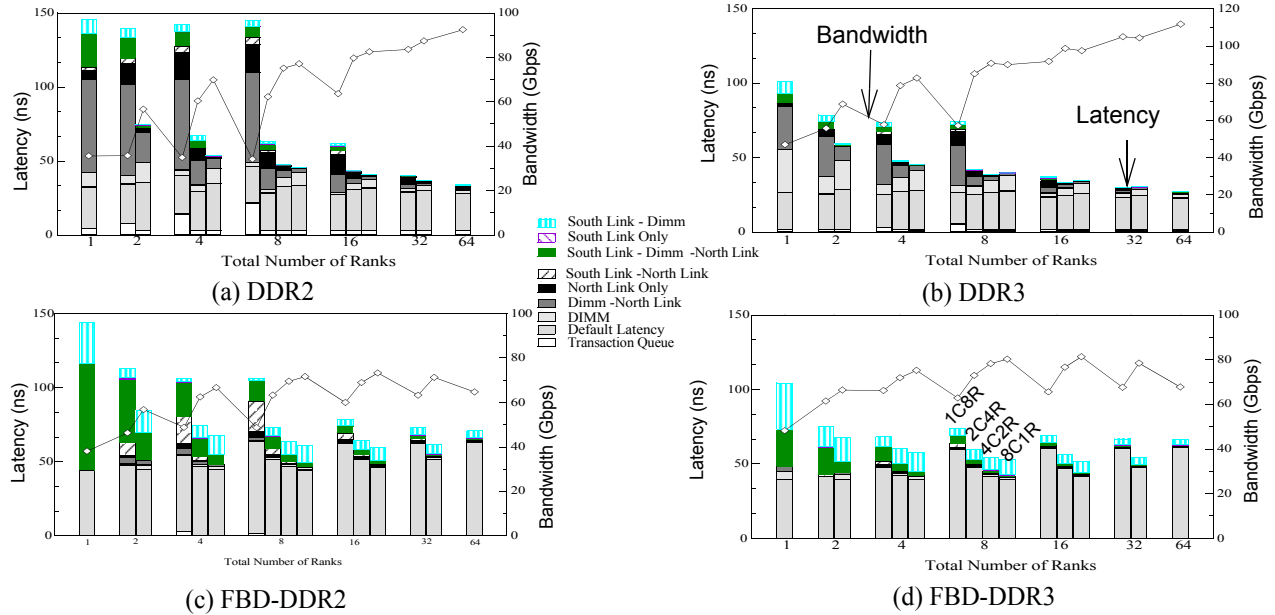 150
100
50
0
Latency (ns)
100
80
60
40
20
0
Bandwidth (Gbps)
1 2 4 8 16 32 64
Total Number of Ranks
(a) DDR2
150
100
50
0
Latency (ns)
Bandwidth
Latency
120
100
80
60
40
20
0
Bandwidth (Gbps)
1 2 4 8 16 32 64
Total Number of Ranks
(b) DDR3
South Link - Dimm
South Link Only
South Link - Dimm -North Link
South Link -North Link
North Link Only
Dimm -North Link
DIMM
Default Latency
Transaction Queue
150
100
50
0
Latency (ns)
100
80
60
40
20
0
Bandwidth (Gbps)
1 2 4 8 16 32 64
Total Number of Ranks
(c) FBD-DDR2
150
100
50
0
Latency (ns)
1C8R
2C4R
4C2R
8C1R
100
80
60
40
20
0
Bandwidth (Gbps)
1 2 4 8 16 32 64
Total Number of Ranks
(d) FBD-DDR3